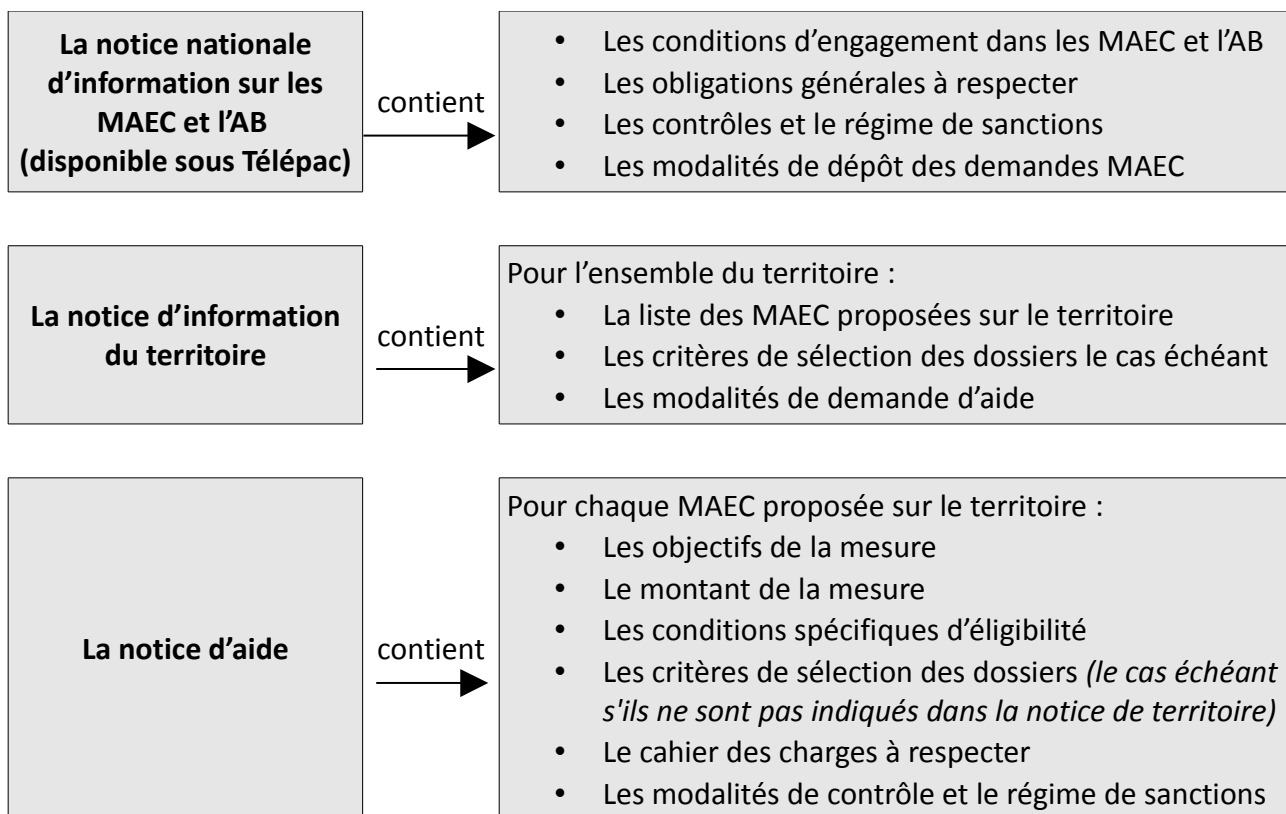 La notice nationale
d’information sur les
MAEC et l’AB
(disponible sous Télépac)
contient
• Les conditions d’engagement dans les MAEC et l’AB
• Les obligations générales à respecter
• Les contrôles et le régime de sanctions
• Les modalités de dépôt des demandes MAEC
La notice d’information
du territoire
contient
Pour l’ensemble du territoire :
• La liste des MAEC proposées sur le territoire
• Les critères de sélection des dossiers le cas échéant
• Les modalités de demande d’aide
La notice d’aide
contient
Pour chaque MAEC proposée sur le territoire :
• Les objectifs de la mesure
• Le montant de la mesure
• Les conditions spécifiques d’éligibilité
• Les critères de sélection des dossiers (le cas échéant
s'ils ne sont pas indiqués dans la notice de territoire)
• Le cahier des charges à respecter
• Les modalités de contrôle et le régime de sanctions